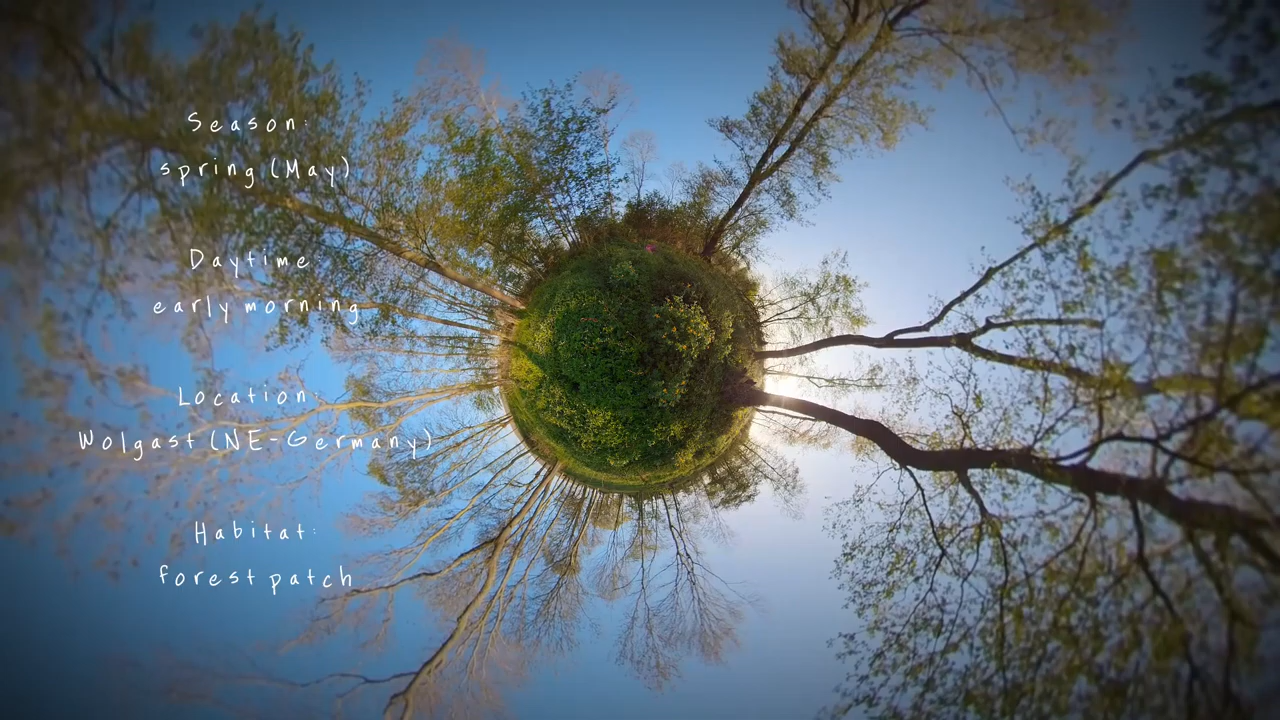 Season:
spring (May)
Daytime
early morning
Location:
Wolgast (NE-Germany)
Habitat:
forest patch